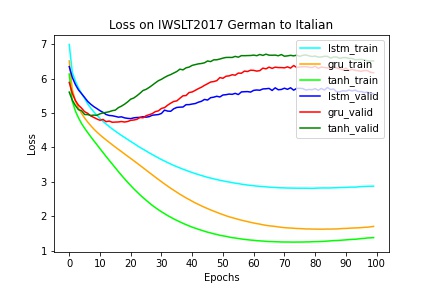 Loss on IWSLT2017 German to Italian
7
6
5
4
3
2
1
Loss
0 10 20 30 40 50 60 70 80 90 100
Epochs
lstm_train
gru_train
tanh_train
lstm_valid
gru_valid
tanh_valid